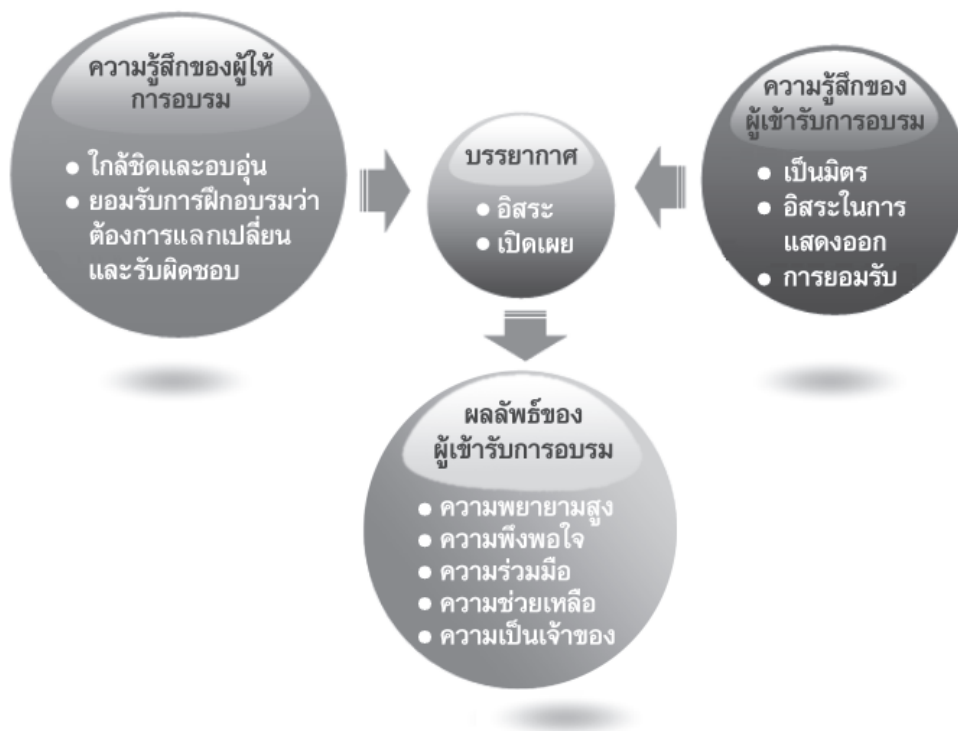 ความรู้สึกของผู้ให้
การอบรม
● ใกล้ชิดและอบอุ่น
● ยอมรับการฝึกอบรมว่า
ต้องการแลกเปลี่ยน
และรับผิดชอบ
บรรยากาศ
● อิสระ
● เปิดเผย
ความรู้สึกของ
ผู้เข้ารับการอบรม
● เป็นมิตร
● อิสระในการ
แสดงออก
● การยอมรับ
ผลลัพธ์ของ
ผู้เข้ารับการอบรม
● ความพยายามสูง
● ความพึงพอใจ
● ความร่วมมือ
● ความช่วยเหลือ
● ความเป็นเจ้าของ